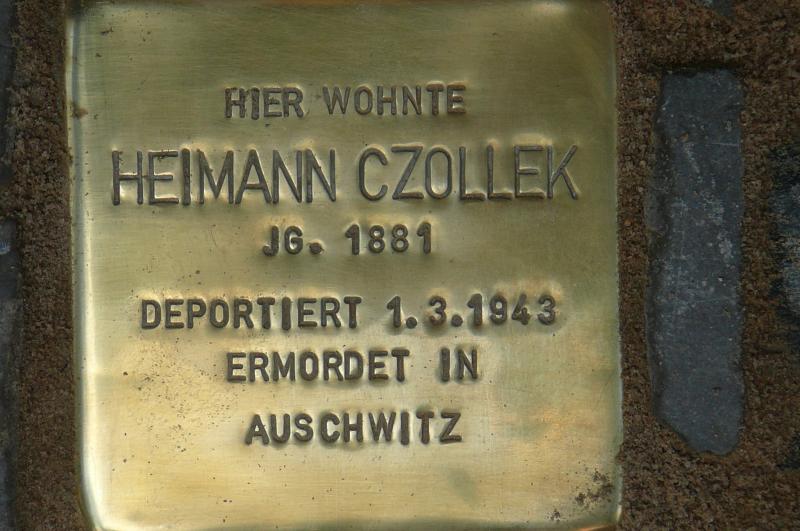 HIER WOHNTE
HEIMANN CZOLLEK
JG. 1881
DEPORTIERT 1.3.1943
ERMORDET IN
AUSCHWITZ